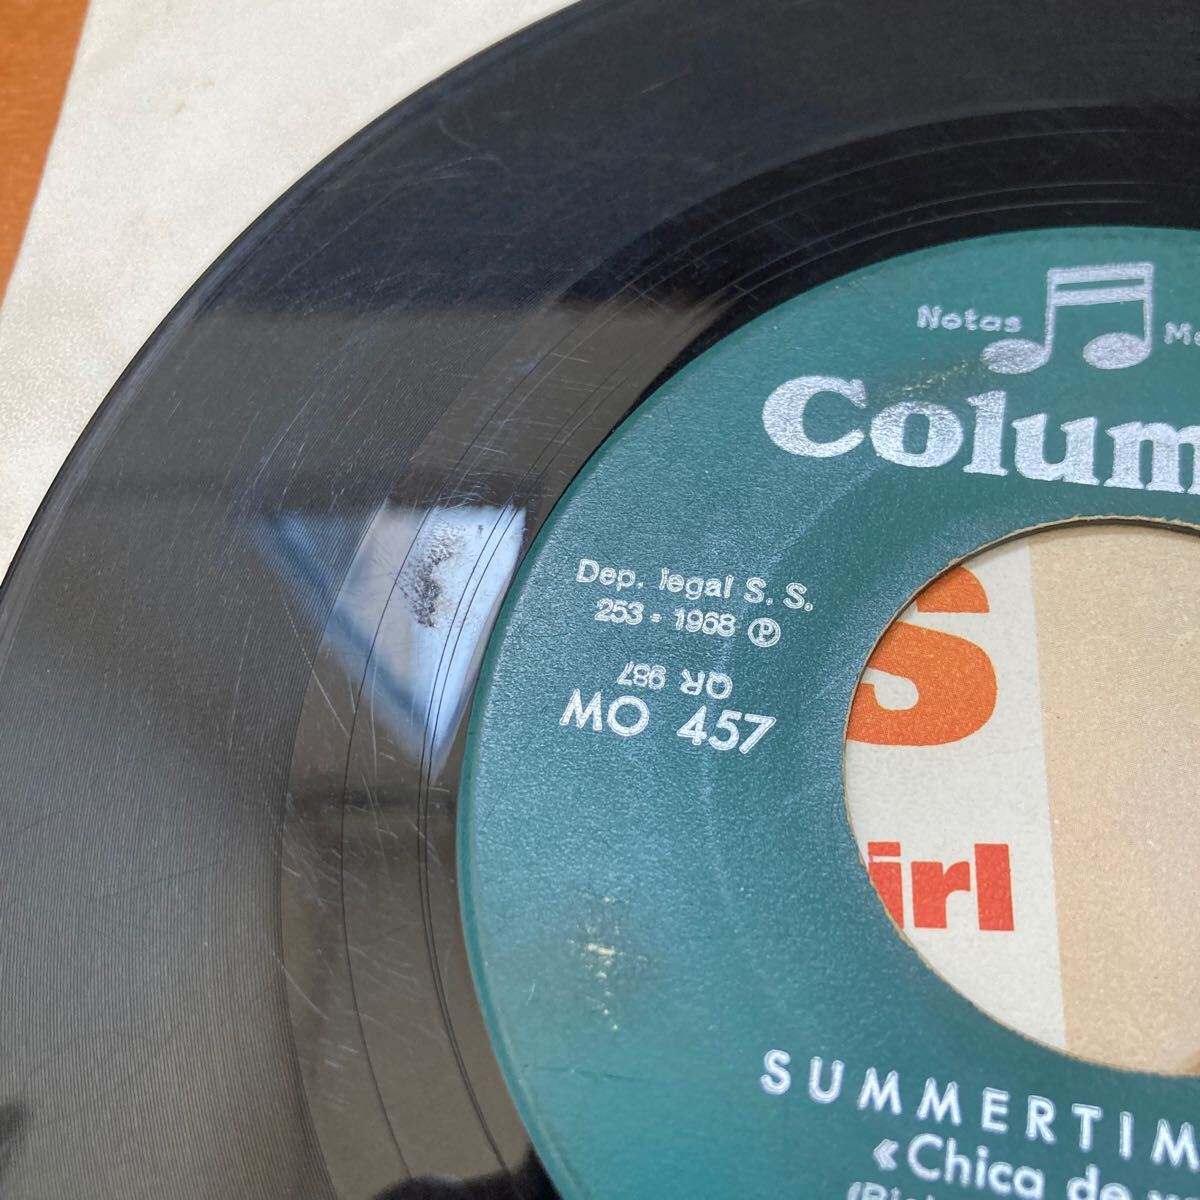 Notas
Colum
Dep. legal S. S.
253 - 1968 Ⓟ
QR 987
MO 457
S
irl
SUMMERTIM
«Chica de